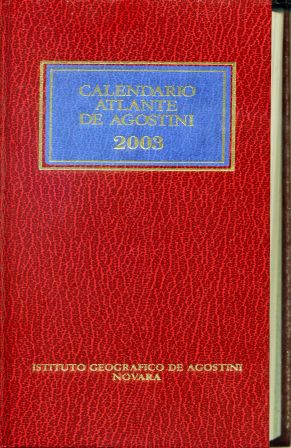 CALENDARIO
ATLANTE
DE AGOSTINI
2003
ISTITUTO GEOGRAFICO DE AGOSTINI
NOVARA